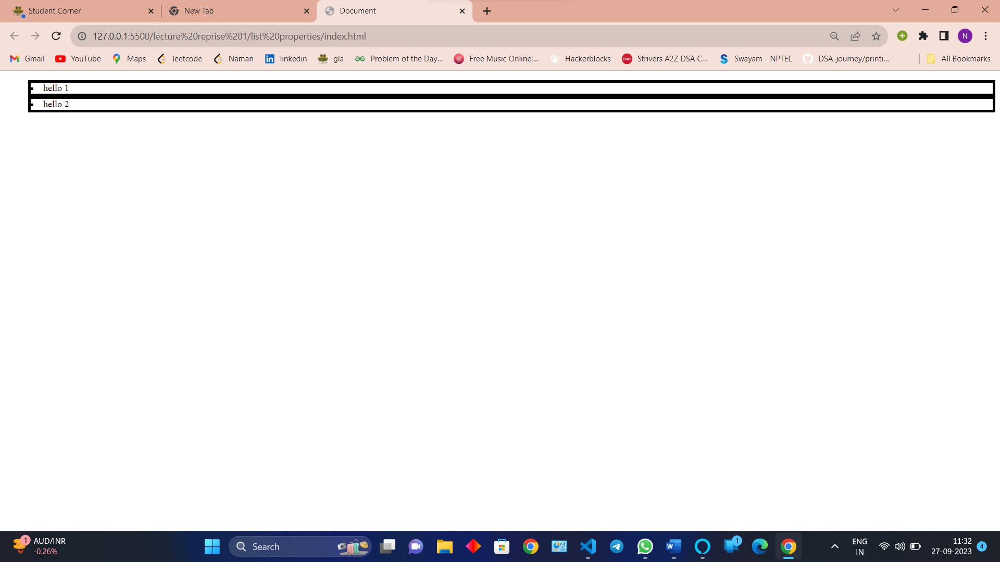 Student Corner
New Tab
Document
127.0.0.1:5500/lecture%20reprise%201/list%20properties/index.html
N
Gmail
YouTube
Maps
leetcode
Naman
linkedin
gla
Problem of the Day...
Free Music Online:...
Hackerblocks
Strivers A2Z DSA C...
Swayam - NPTEL
DSA-journey/printi...
All Bookmarks
hello 1
hello 2
1
AUD/INR
-0.26%
Search
1
ENG
IN
11:32
27-09-2023
4